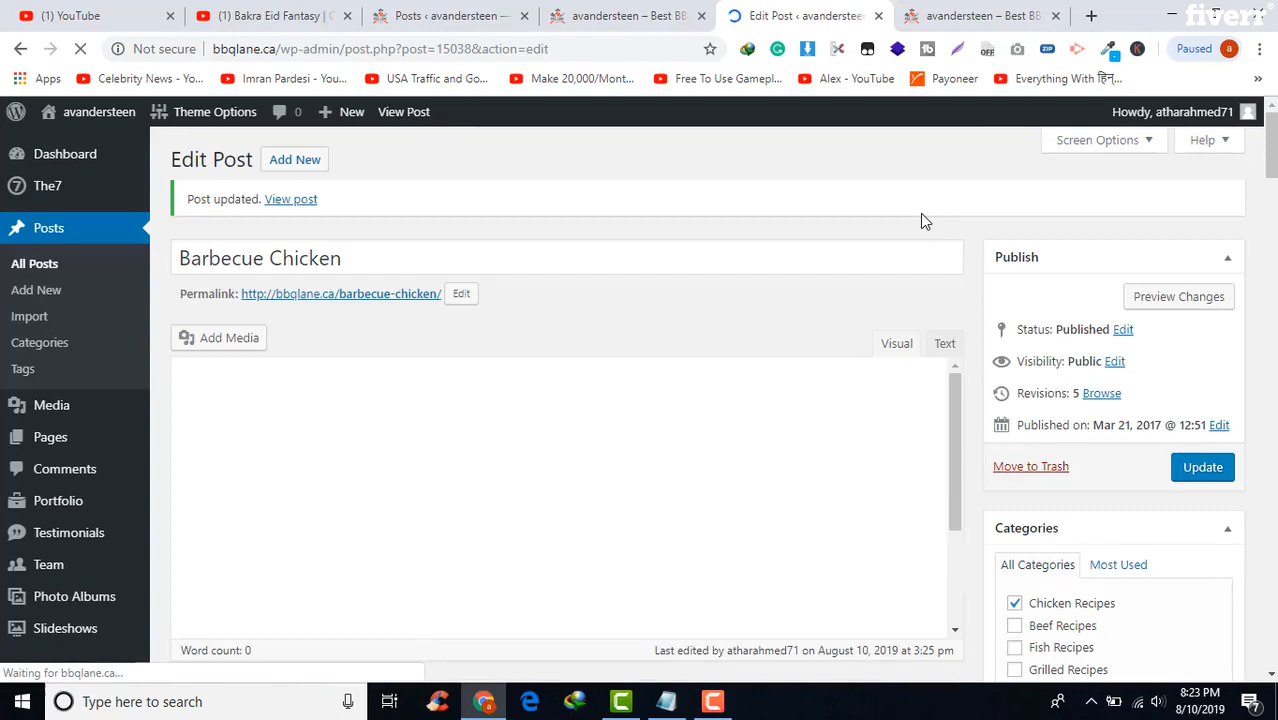 fiverr
(1) YouTube
(1) Bakra Eid Fantasy | C
Posts ‹ avandersteen —
avandersteen – Best BB
Edit Post ‹ avandersteen
avandersteen – Best BB
Not secure
bbqlane.ca/wp-admin/post.php?post=15038&action=edit
Paused
a
Apps
Celebrity News - Yo...
Imran Pardesi - You...
USA Traffic and Go...
Make 20,000/Mont...
Free To Use Gamepl...
Alex - YouTube
Payoneer
Everything With हिन्...
»
avandersteen
Theme Options
0
New
View Post
Howdy, atharahmed71
Dashboard
The7
Posts
All Posts
Add New
Import
Categories
Tags
Media
Pages
Comments
Portfolio
Testimonials
Team
Photo Albums
Slideshows
Screen Options
Help
Edit Post
Add New
Post updated. View post
Barbecue Chicken
Permalink: http://bbqlane.ca/barbecue-chicken/
Edit
Add Media
Visual
Text
Word count: 0
Last edited by atharahmed71 on August 10, 2019 at 3:25 pm
Publish
Preview Changes
Status: Published Edit
Visibility: Public Edit
Revisions: 5 Browse
Published on: Mar 21, 2017 @ 12:51 Edit
Move to Trash
Update
Categories
All Categories
Most Used
Chicken Recipes
Beef Recipes
Fish Recipes
Grilled Recipes
Waiting for bbqlane.ca...
Type here to search
8:23 PM
8/10/2019
7